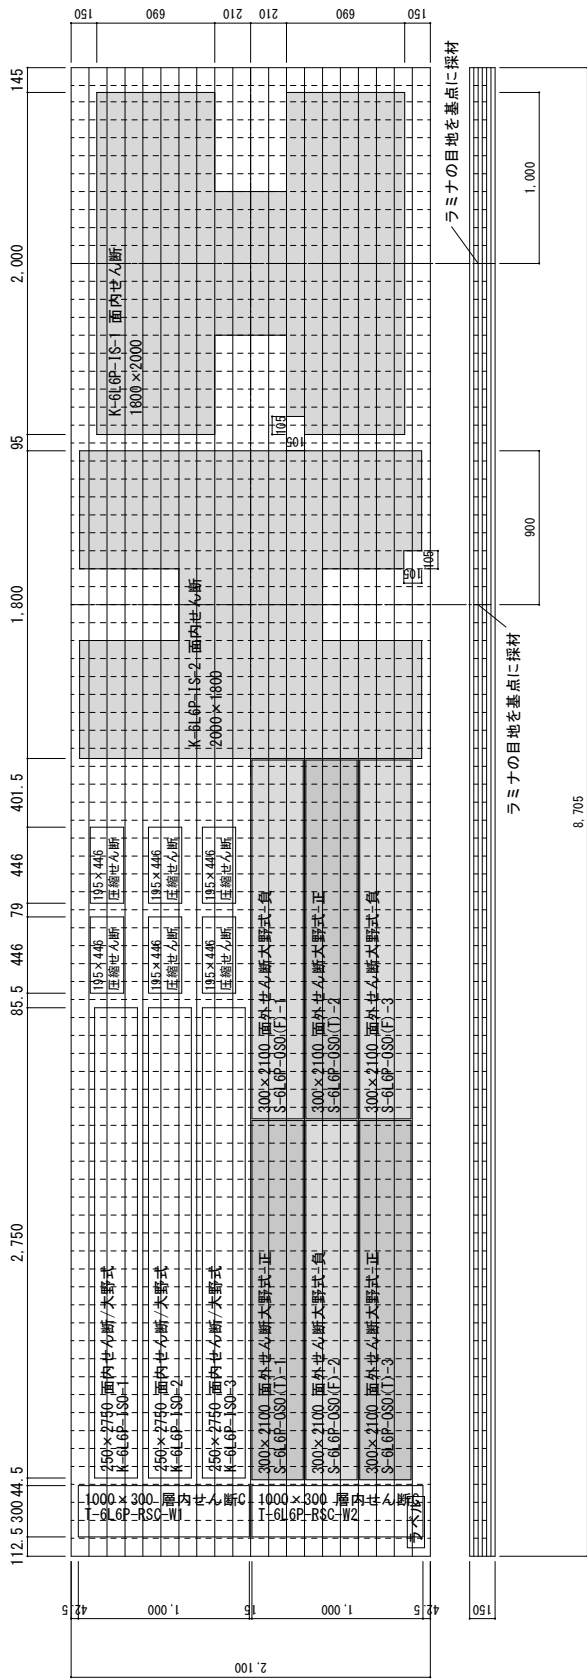 150
690
210
210
690
150
145
2,000
95
1,800
401.5
446
79
446
85.5
2,750
44.5
300
112.5
K-6L6P-IS-1 面内せん断
1800×2000
105
105
K-6L6P-IS-2 面内せん断
2000×1800
105
105
ラミナの目地を基点に採材
1,000
900
ラミナの目地を基点に採材
8,705
195×446
圧縮せん断
195×446
圧縮せん断
195×446
圧縮せん断
195×446
圧縮せん断
195×446
圧縮せん断
195×446
圧縮せん断
300×2100 面外せん断大野式-負
S-6L6P-OSO(F)-1
300×2100 面外せん断大野式-正
S-6L6P-OSO(T)-2
300×2100 面外せん断大野式-負
S-6L6P-OSO(F)-3
250×2750 面内せん断/大野式
K-6L6P-ISO-1
250×2750 面内せん断/大野式
K-6L6P-ISO-2
250×2750 面内せん断/大野式
K-6L6P-ISO-3
300×2100 面外せん断大野式-正
S-6L6P-OSO(T)-1
300×2100 面外せん断大野式-負
S-6L6P-OSO(F)-2
300×2100 面外せん断大野式-正
S-6L6P-OSO(T)-3
1000×300 層内せん断C
T-6L6P-RSC-W1
1000×300 層内せん断C
T-6L6P-RSC-W2
ラベル
42.5
1,000
15
1,000
42.5
150
2,100